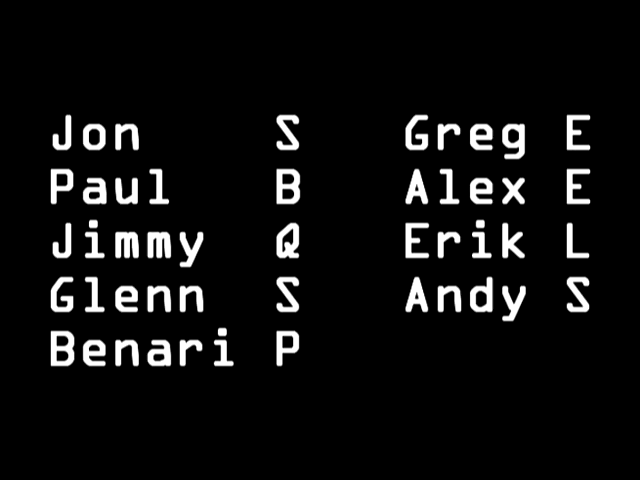 Jon S
Paul B
Jimmy Q
Glenn S
Benari P
Greg E
Alex E
Erik L
Andy S